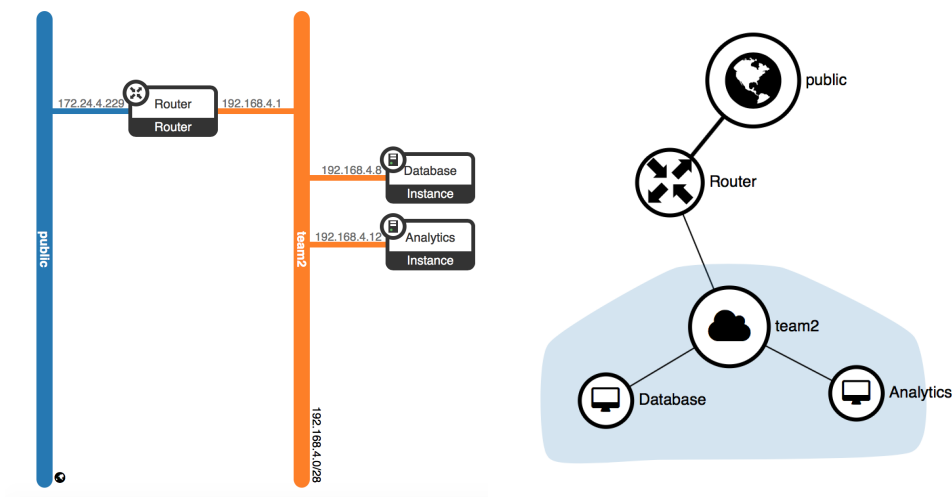 172.24.4.229
Router
Router
192.168.4.1
192.168.4.8
Database
Instance
192.168.4.12
Analytics
Instance
public
team2
192.168.4.0/28
public
Router
team2
Database
Analytics